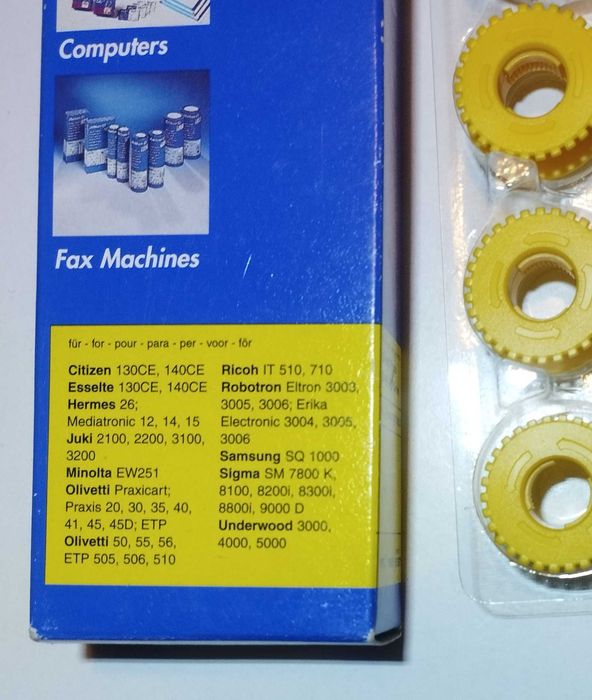 Computers
Fax Machines
für - for - pour - para - per - voor - för
Citizen 130CE, 140CE
Esselte 130CE, 140CE
Hermes 26;
Mediatronic 12, 14, 15
Juki 2100, 2200, 3100,
3200
Minolta EW251
Olivetti Praxicart;
Praxis 20, 30, 35, 40,
41, 45, 45D; ETP
Olivetti 50, 55, 56,
ETP 505, 506, 510
Ricoh IT 510, 710
Robotron Eltron 3003,
3005, 3006; Erika
Electronic 3004, 3005,
3006
Samsung SQ 1000
Sigma SM 7800 K,
8100, 8200i, 8300i,
8800i, 9000 D
Underwood 3000,
4000, 5000